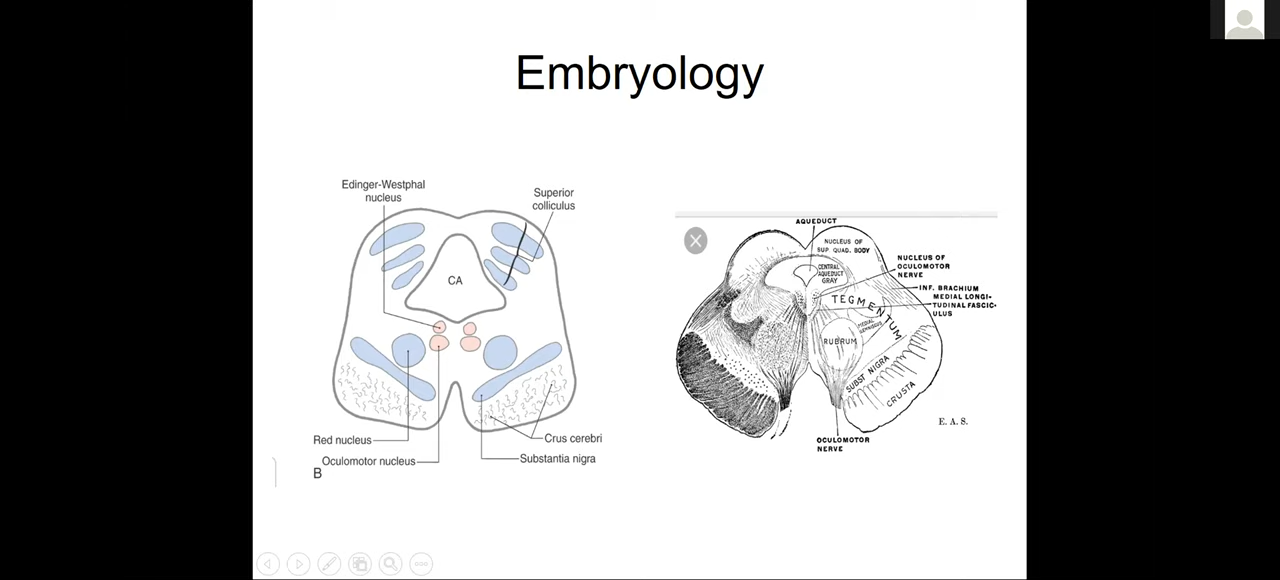 Embryology
Edinger-Westphal
nucleus
Superior
colliculus
CA
Red nucleus
Oculomotor nucleus
Crus cerebri
Substantia nigra
B
AQUEDUCT
NUCLEUS OF
SUP. QUAD. BODY
CENTRAL
AQUEDUCT
GRAY
NUCLEUS OF
OCULOMOTOR
NERVE
INF. BRACHIUM
MEDIAL LONGI-
TUDINAL FASCIC-
ULUS
TEGMENTUM
MEDIAL
LEMNISCUS
RUBRUM
SUBST NIGRA
CRUSTA
E. A. S.
OCULOMOTOR
NERVE